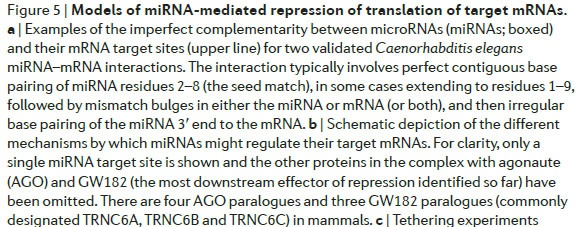 Figure 5 | Models of miRNA-mediated repression of translation of target mRNAs.
a | Examples of the imperfect complementarity between microRNAs (miRNAs; boxed)
and their mRNA target sites (upper line) for two validated Caenorhabditis elegans
miRNA–mRNA interactions. The interaction typically involves perfect contiguous base
pairing of miRNA residues 2–8 (the seed match), in some cases extending to residues 1–9,
followed by mismatch bulges in either the miRNA or mRNA (or both), and then irregular
base pairing of the miRNA 3′ end to the mRNA. b | Schematic depiction of the different
mechanisms by which miRNAs might regulate their target mRNAs. For clarity, only a
single miRNA target site is shown and the other proteins in the complex with agonaute
(AGO) and GW182 (the most downstream effector of repression identified so far) have
been omitted. There are four AGO paralogues and three GW182 paralogues (commonly
designated TRNC6A, TRNC6B and TRNC6C) in mammals. c | Tethering experiments